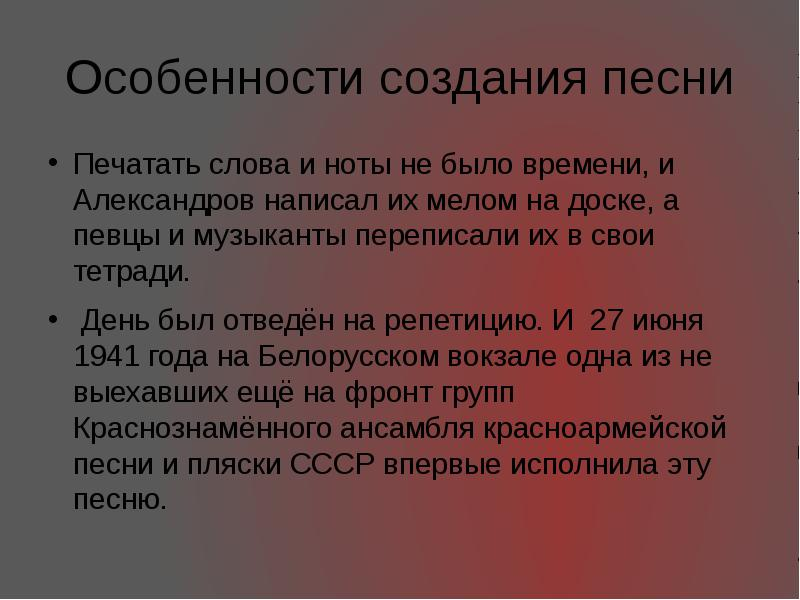 Особенности создания песни
• Печатать слова и ноты не было времени, и
Александров написал их мелом на доске, а
певцы и музыканты переписали их в свои
тетради.
• День был отведён на репетицию. И 27 июня
1941 года на Белорусском вокзале одна из не
выехавших ещё на фронт групп
Краснознамённого ансамбля красноармейской
песни и пляски СССР впервые исполнила эту
песню.